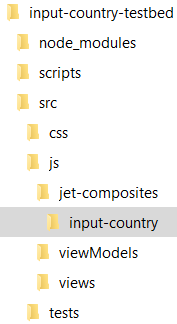 input-country-testbed
node_modules
scripts
src
css
js
jet-composites
input-country
viewModels
views
tests